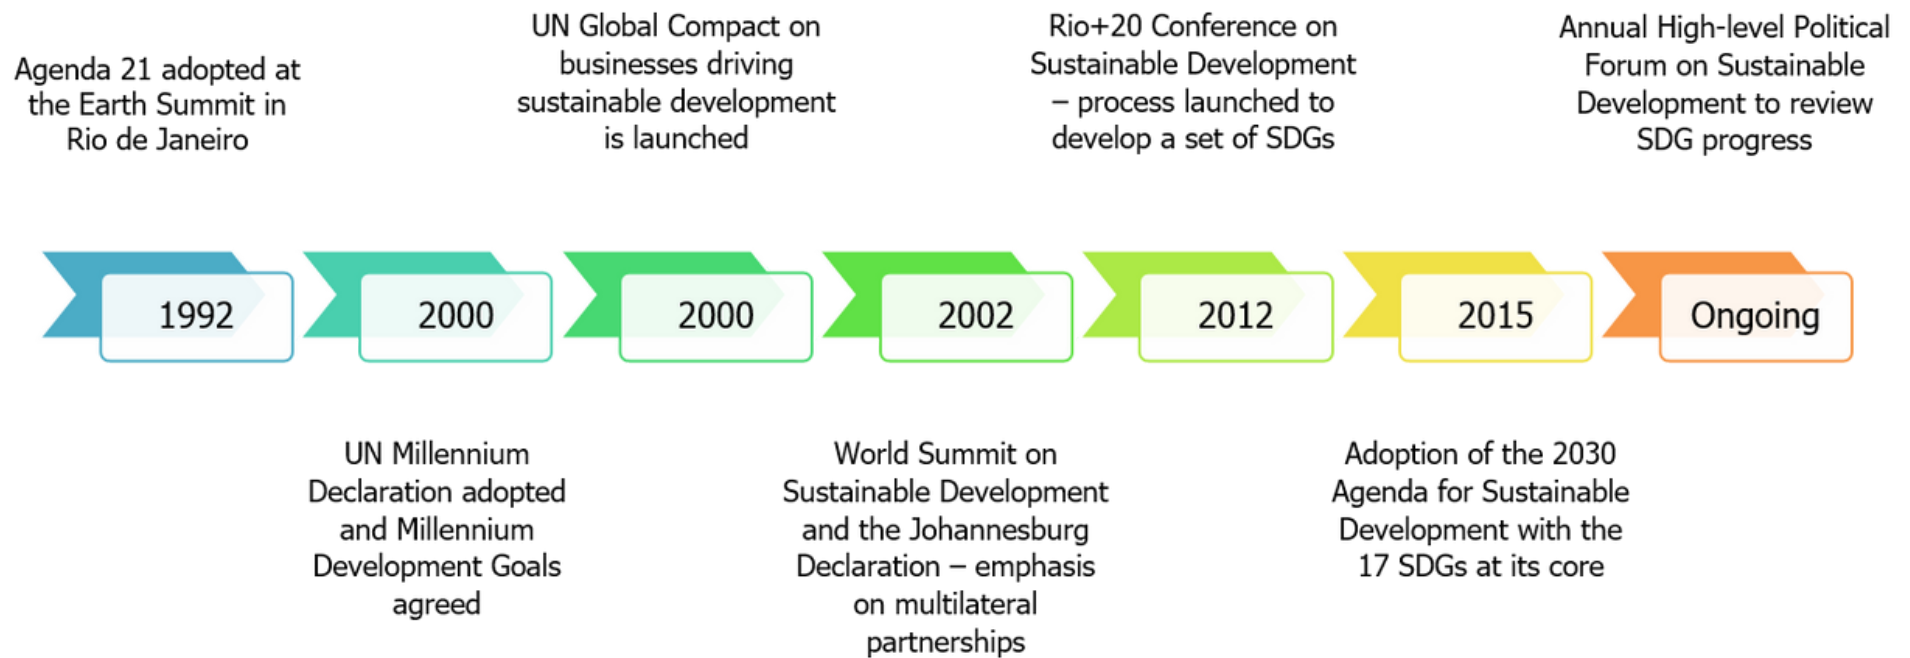 Agenda 21 adopted at
the Earth Summit in
Rio de Janeiro
UN Global Compact on
businesses driving
sustainable development
is launched
Rio+20 Conference on
Sustainable Development
– process launched to
develop a set of SDGs
Annual High-level Political
Forum on Sustainable
Development to review
SDG progress
1992
2000
2000
2002
2012
2015
Ongoing
UN Millennium
Declaration adopted
and Millennium
Development Goals
agreed
World Summit on
Sustainable Development
and the Johannesburg
Declaration – emphasis
on multilateral
partnerships
Adoption of the 2030
Agenda for Sustainable
Development with the
17 SDGs at its core